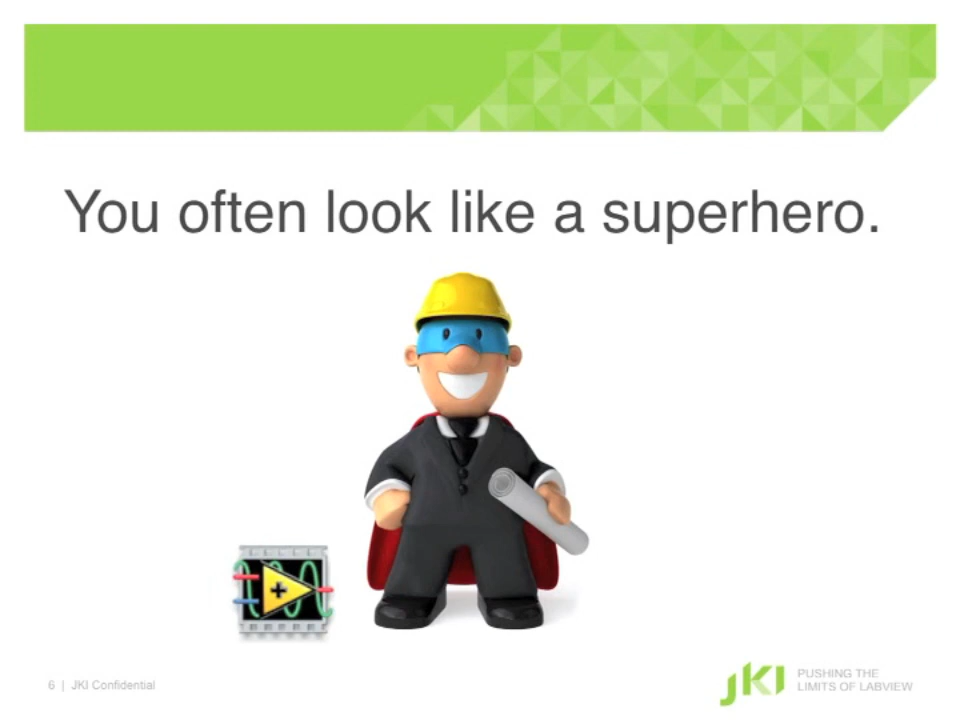 You often look like a superhero.
6 | JKI Confidential
JKI
PUSHING THE
LIMITS OF LABVIEW